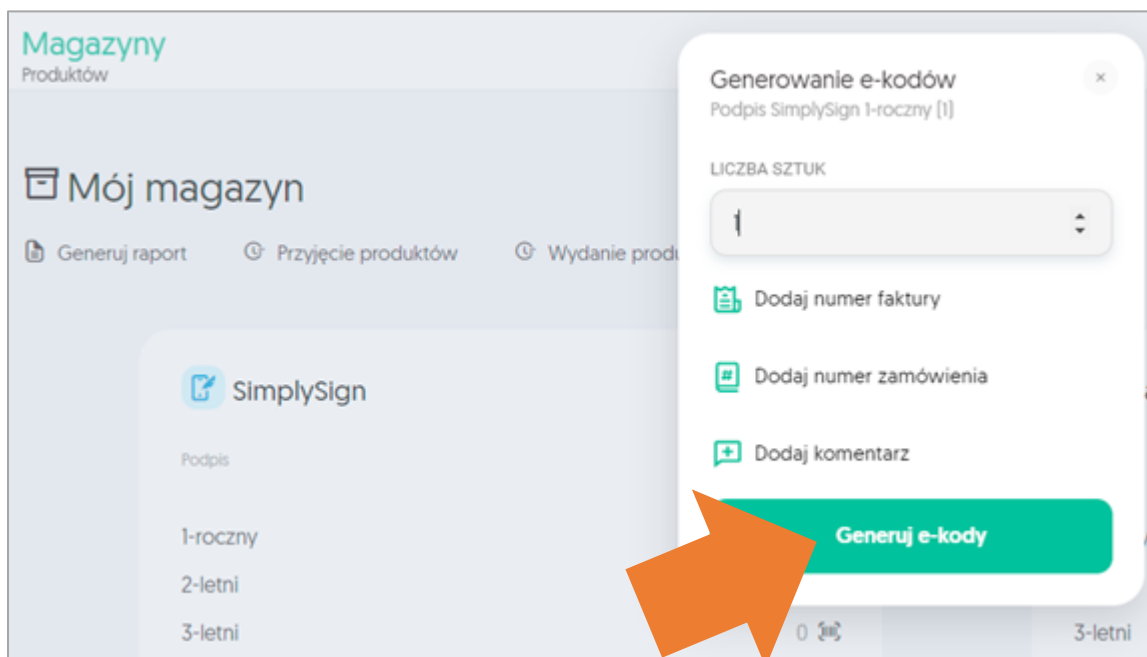 Magazyny
Produktów
Mój magazyn
Generuj raport
Przyjęcie produktów
Wydanie
SimplySign
Podpis
1-roczny
2-letni
3-letni
0
Generowanie e-kodów
Podpis SimplySign 1-roczny (1)
LICZBA SZTUK
1
Dodaj numer faktury
Dodaj numer zamówienia
Dodaj komentarz
Generuj e-kody
3-letni